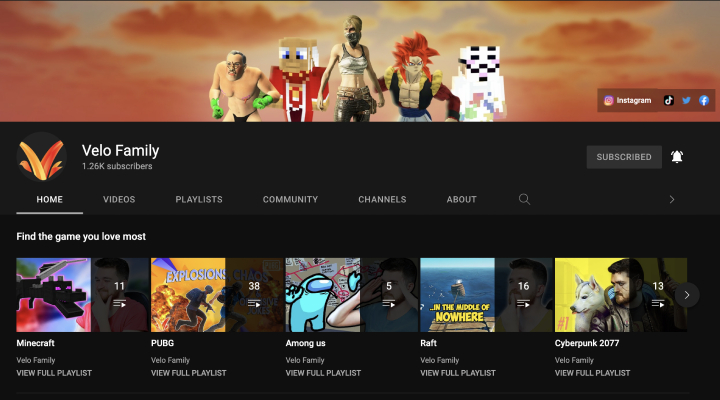 Instagram
Velo Family
1.26K subscribers
SUBSCRIBED
HOME
VIDEOS
PLAYLISTS
COMMUNITY
CHANNELS
ABOUT
Find the game you love most
11
EXPLOSIONS CHAOS
38
5
..IN THE MIDDLE OF
NOWHERE
16
13
Minecraft
PUBG
Among us
Raft
Cyberpunk 2077
Velo Family
Velo Family
Velo Family
Velo Family
Velo Family
VIEW FULL PLAYLIST
VIEW FULL PLAYLIST
VIEW FULL PLAYLIST
VIEW FULL PLAYLIST
VIEW FULL PLAYLIST